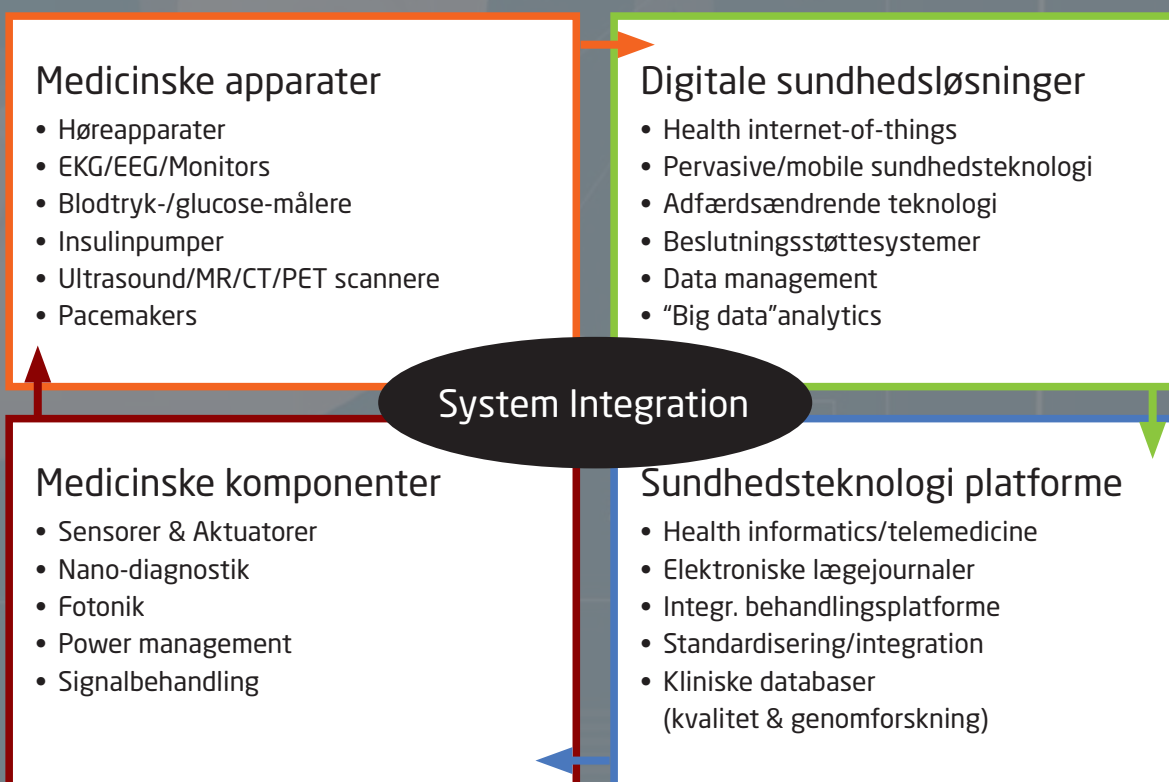 Medicinske apparater
• Høreapparater
• EKG/EEG/Monitors
• Blodtryk-/glucose-målere
• Insulinpumper
• Ultrasound/MR/CT/PET scannere
• Pacemakers
Digitale sundhedsløsninger
• Health internet-of-things
• Pervasive/mobile sundhedsteknologi
• Adfærdsændrende teknologi
• Beslutningsstøttesystemer
• Data management
• “Big data”analytics
System Integration
Medicinske komponenter
• Sensorer & Aktuatorer
• Nano-diagnostik
• Fotonik
• Power management
• Signalbehandling
Sundhedsteknologi platforme
• Health informatics/telemedicine
• Elektroniske lægejournaler
• Integr. behandlingsplatforme
• Standardisering/integration
• Kliniske databaser
(kvalitet & genomforskning)